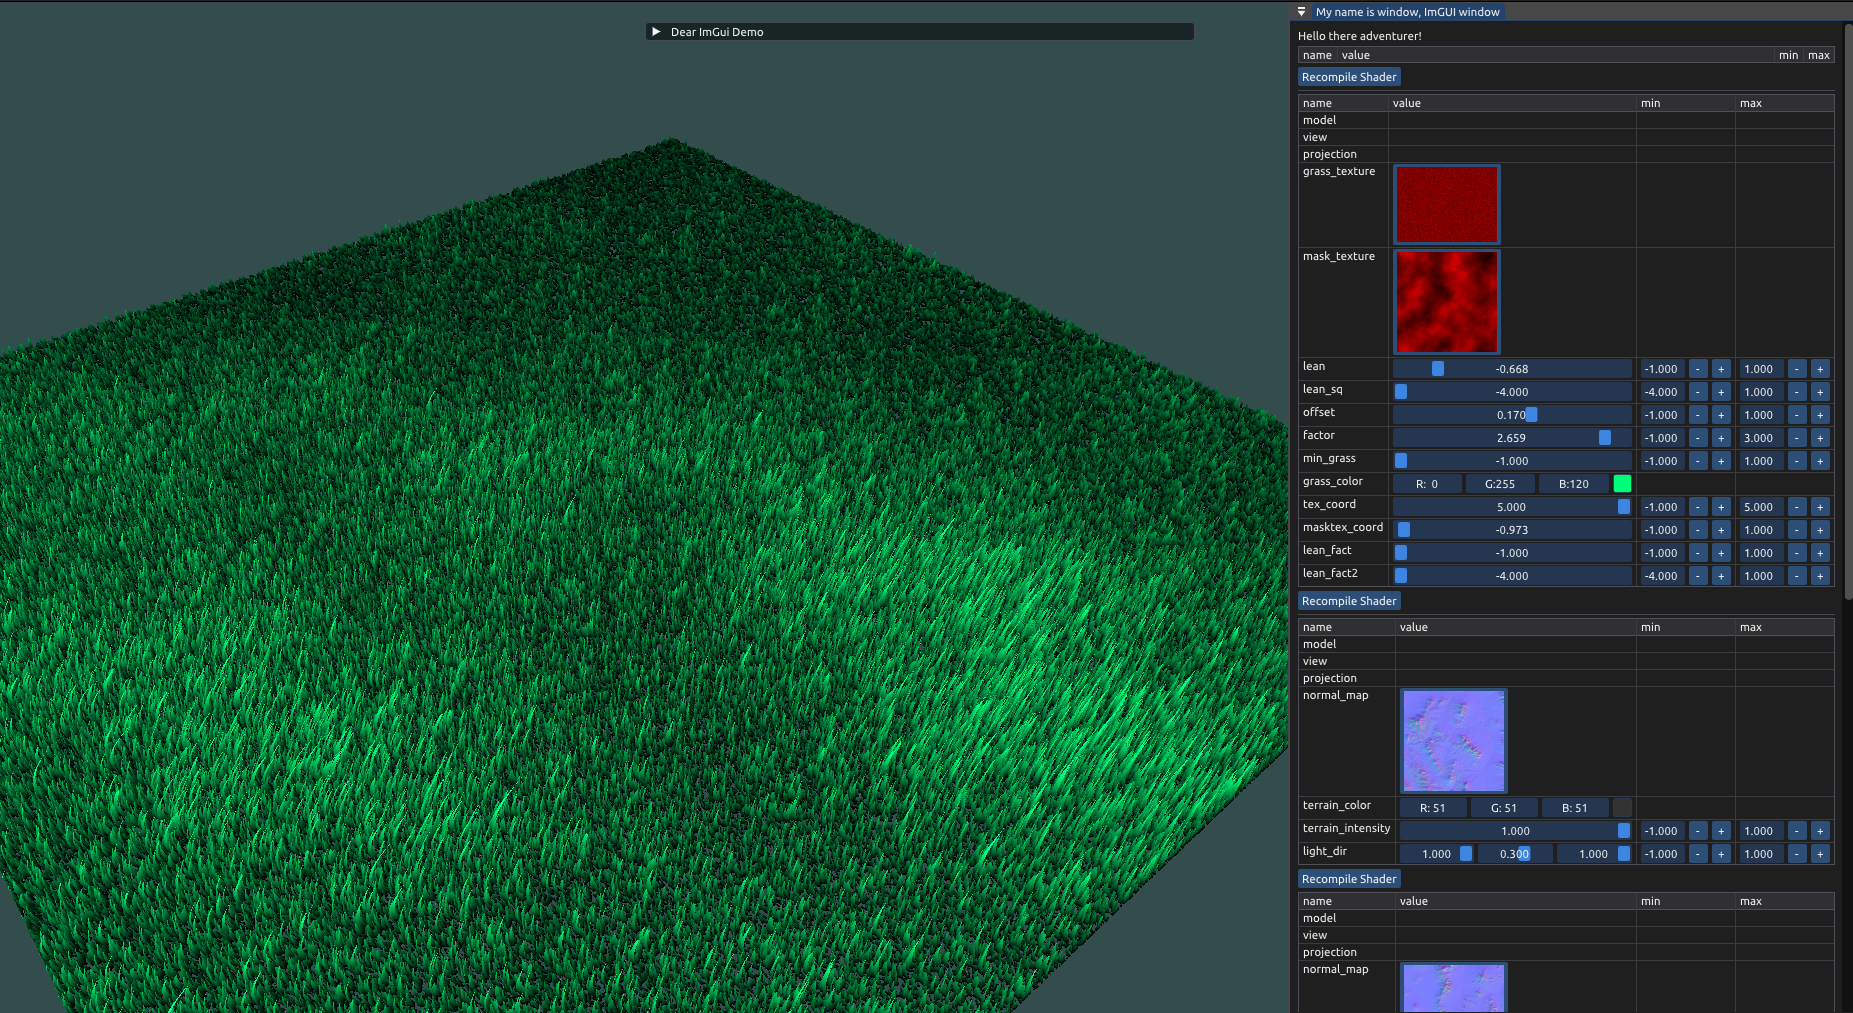 Dear ImGui Demo
My name is window, ImGUI window
Hello there adventurer!
name value min max
Recompile Shader
name value min max
model
view
projection
grass_texture
mask_texture
lean -0.668 -1.000 - + 1.000 - +
lean_sq -4.000 -4.000 - + 1.000 - +
offset 0.170 -1.000 - + 1.000 - +
factor 2.659 -1.000 - + 3.000 - +
min_grass -1.000 -1.000 - + 1.000 - +
grass_color R: 0 G:255 B:120
tex_coord 5.000 -1.000 - + 5.000 - +
masktex_coord -0.973 -1.000 - + 1.000 - +
lean_fact -1.000 -1.000 - + 1.000 - +
lean_fact2 -4.000 -4.000 - + 1.000 - +
Recompile Shader
name value min max
model
view
projection
normal_map
terrain_color R: 51 G: 51 B: 51
terrain_intensity 1.000 -1.000 - + 1.000 - +
light_dir 1.000 0.300 1.000 -1.000 - + 1.000 - +
Recompile Shader
name value min max
model
view
projection
normal_map